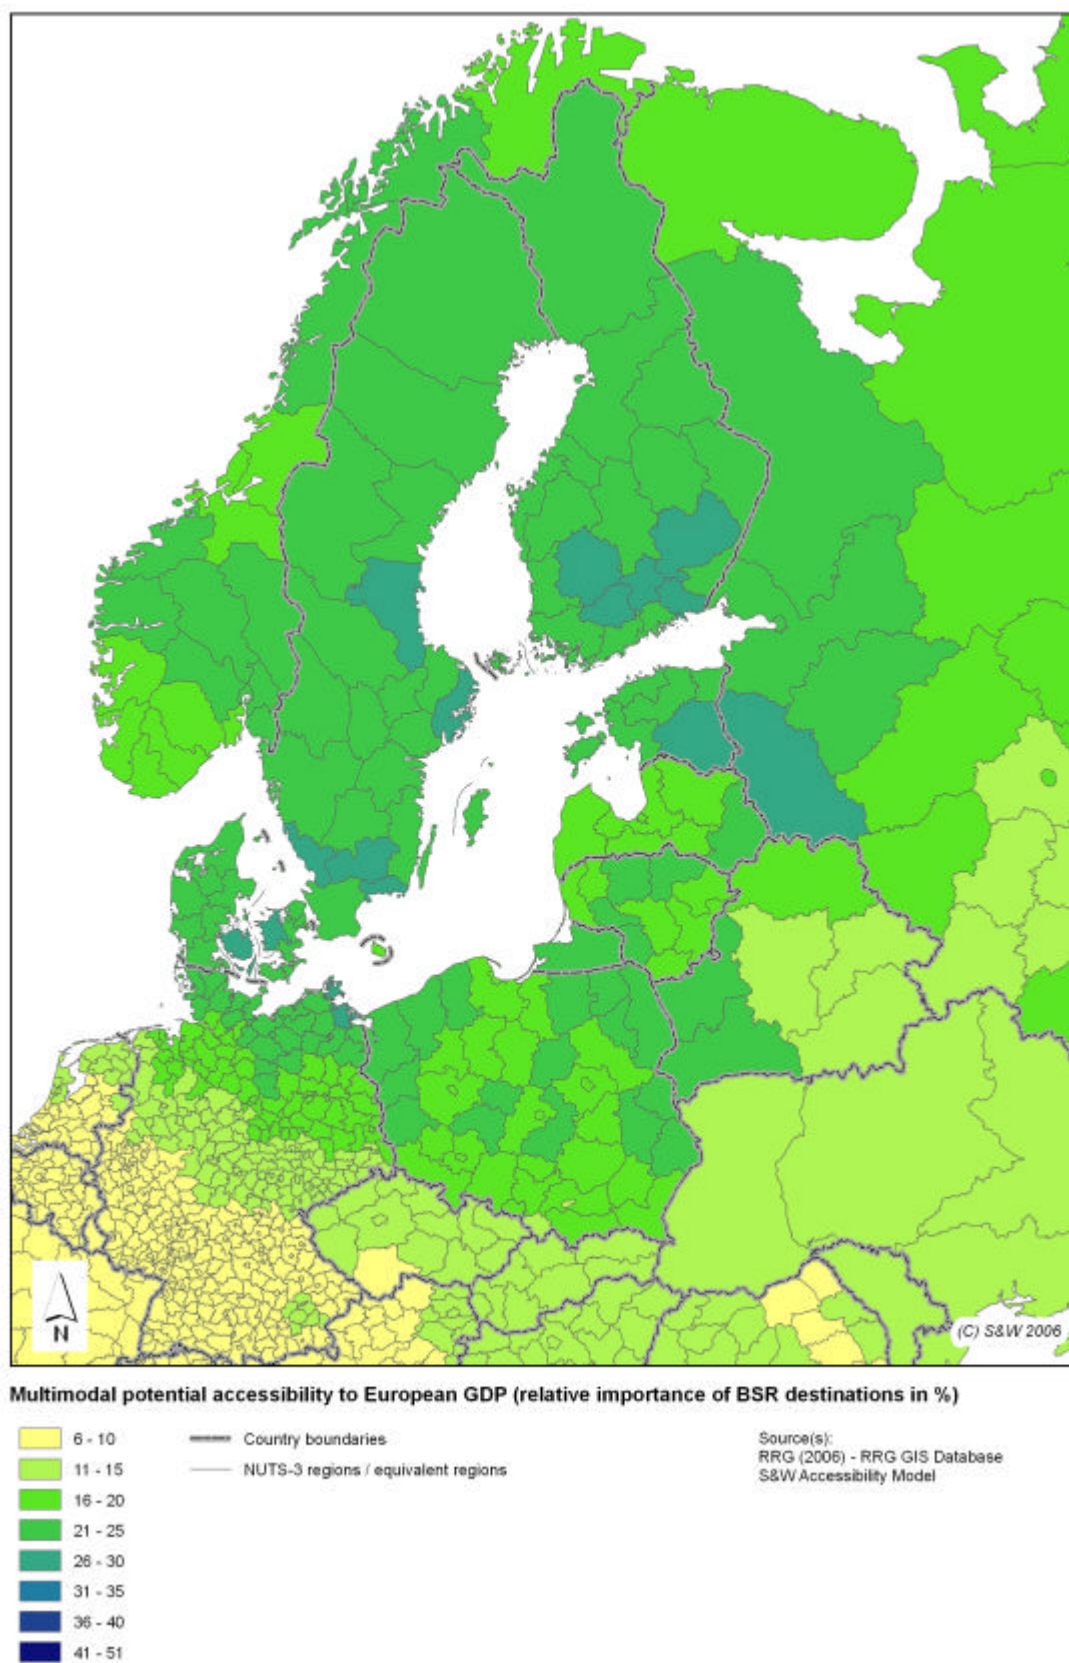 N
(C) S&W 2006
Multimodal potential accessibility to European GDP (relative importance of BSR destinations in %)
6 - 10
11 - 15
16 - 20
21 - 25
26 - 30
31 - 35
36 - 40
41 - 51
Country boundaries
NUTS-3 regions / equivalent regions
Source(s):
RRG (2006) - RRG GIS Database
S&W Accessibility Model